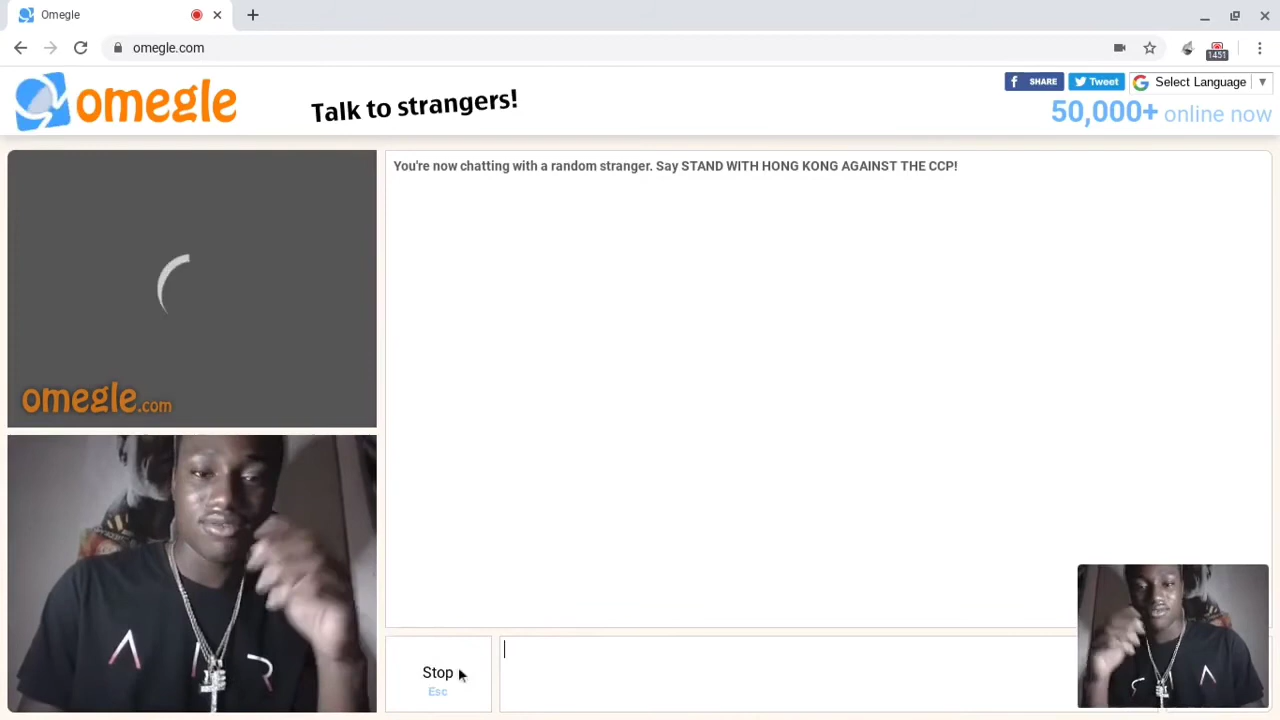 Omegle
omegle.com
1451
omegle
Talk to strangers!
SHARE
Tweet
Select Language
50,000+ online now
You're now chatting with a random stranger. Say STAND WITH HONG KONG AGAINST THE CCP!
omegle.com
Stop
Esc